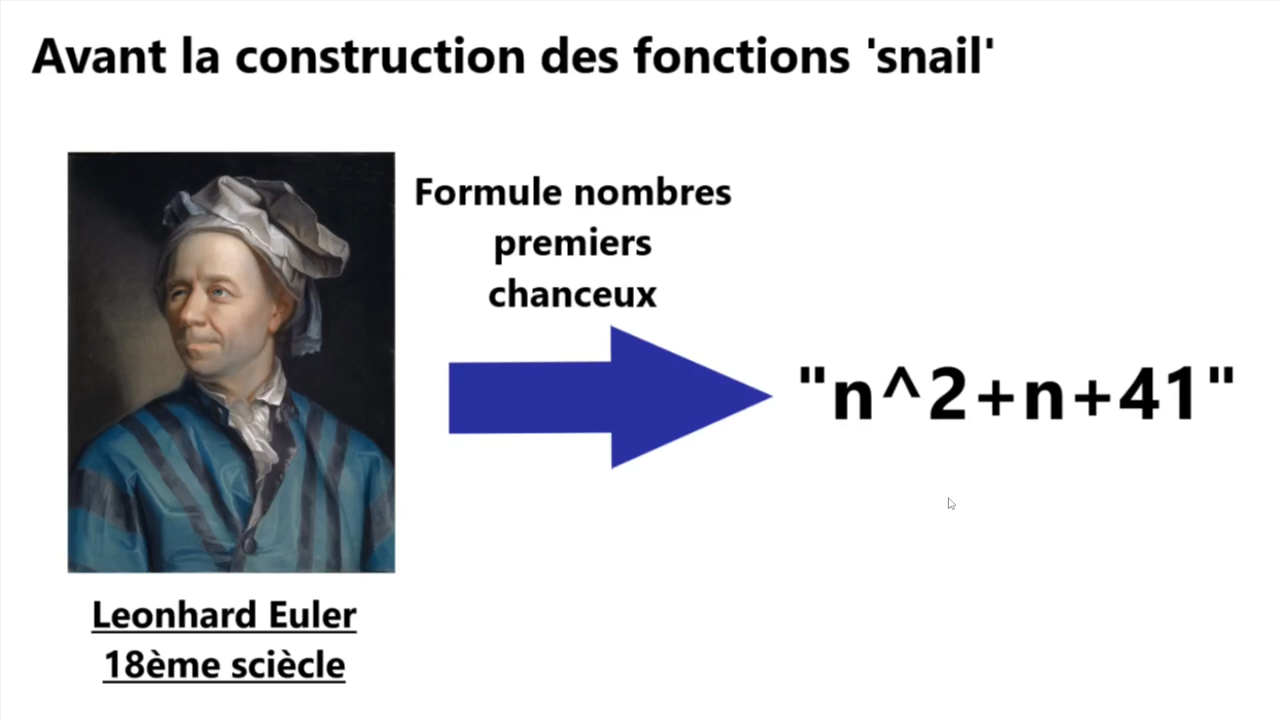 Avant la construction des fonctions 'snail'
Formule nombres
premiers
chanceux
"n^2+n+41"
Leonhard Euler
18ème sciècle